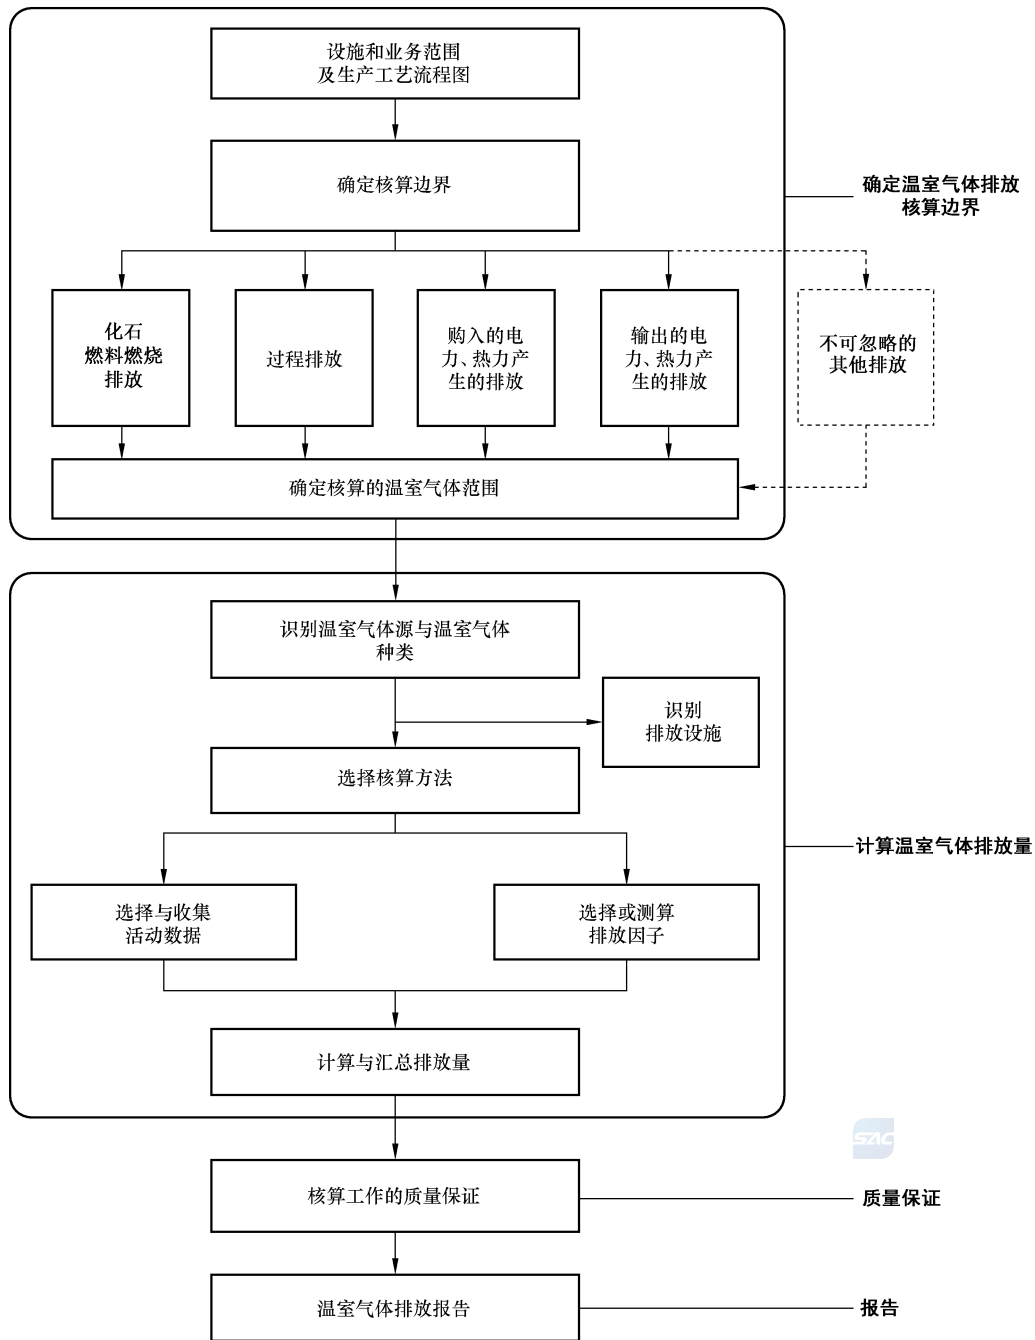 设施和业务范围
及生产工艺流程图
确定核算边界
确定温室气体排放
核算边界
化石
燃料燃烧
排放
过程排放
购入的电
力、热力产
生的排放
输出的电
力、热力产
生的排放
不可忽略的
其他排放
确定核算的温室气体范围
识别温室气体源与温室气体
种类
识别
排放设施
选择核算方法
计算温室气体排放量
选择与收集
活动数据
选择或测算
排放因子
计算与汇总排放量
SAC
核算工作的质量保证
质量保证
温室气体排放报告
报告